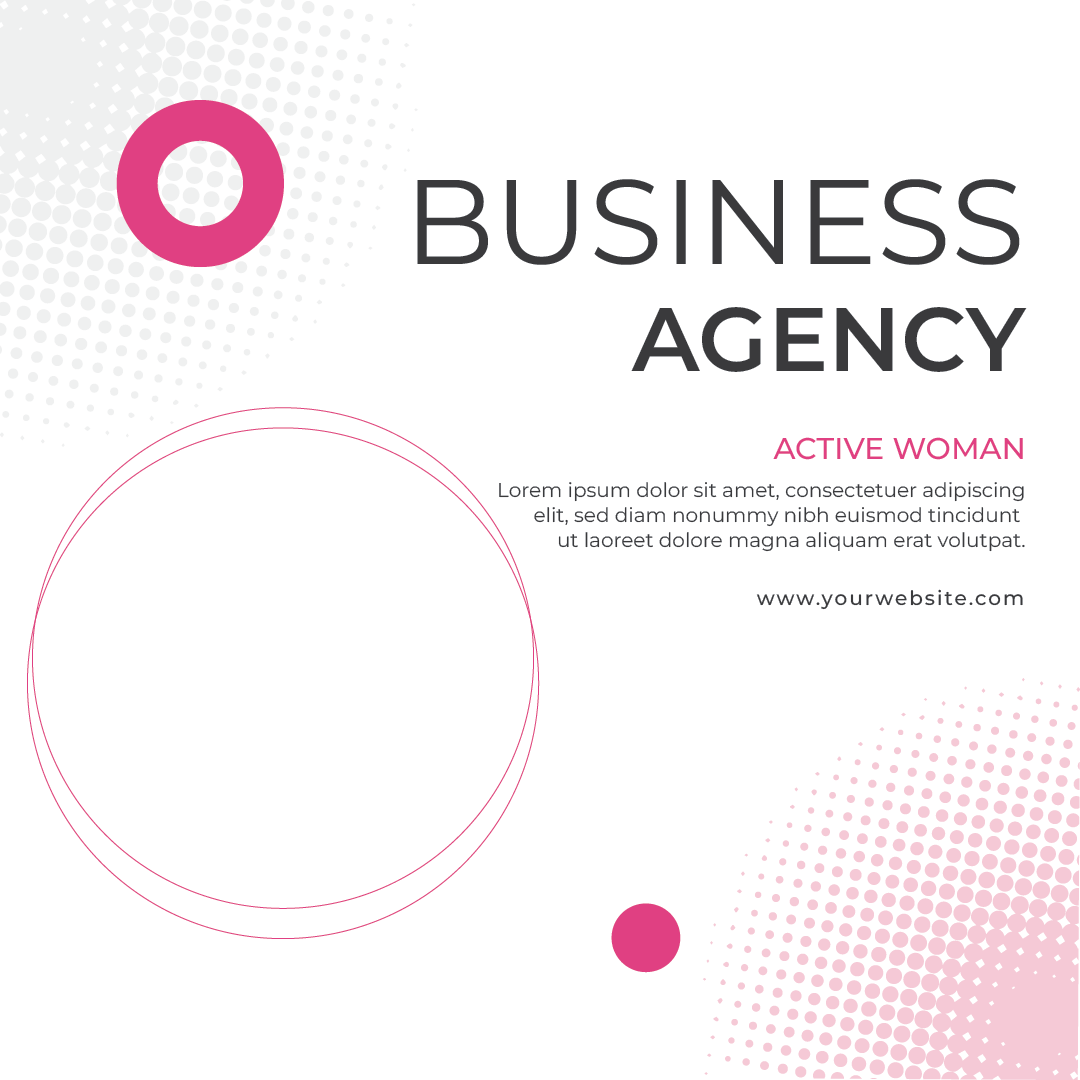 BUSINESS
AGENCY
ACTIVE WOMAN
Lorem ipsum dolor sit amet, consectetuer adipiscing
elit, sed diam nonummy nibh euismod tincidunt
ut laoreet dolore magna aliquam erat volutpat.
www.yourwebsite.com